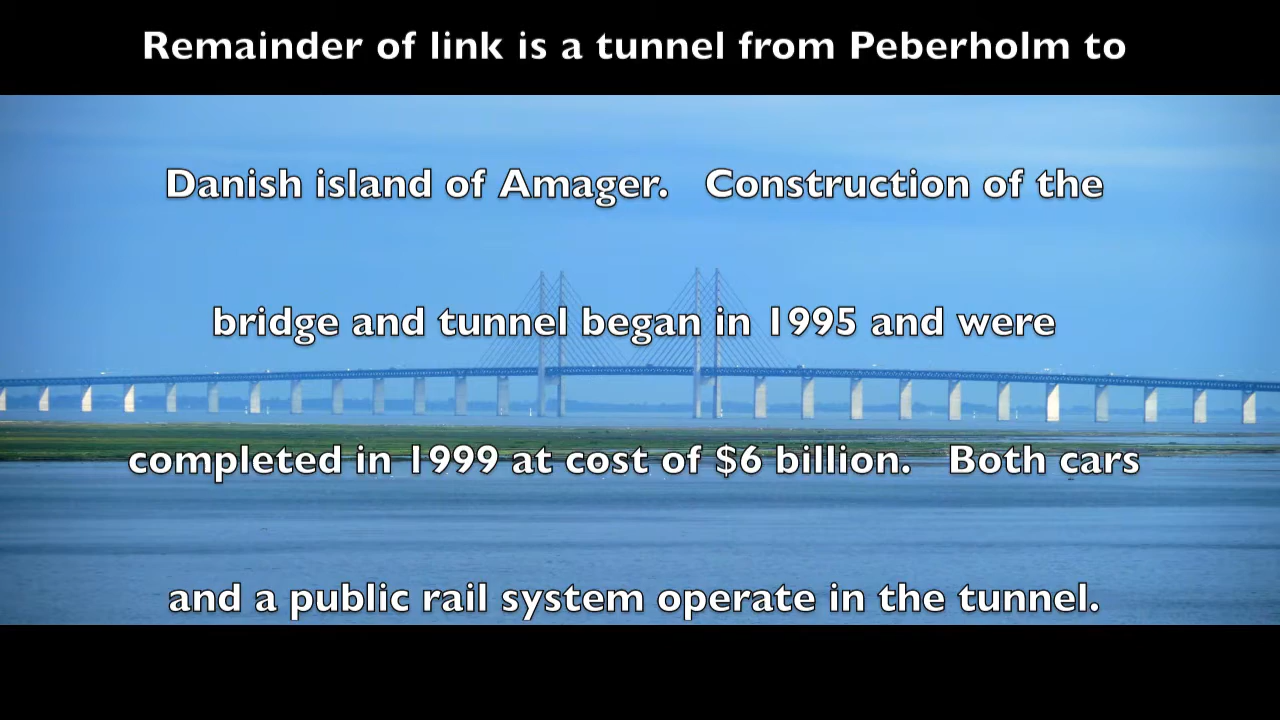 Remainder of link is a tunnel from Peberholm to
Danish island of Amager. Construction of the
bridge and tunnel began in 1995 and were
completed in 1999 at cost of $6 billion. Both cars
and a public rail system operate in the tunnel.